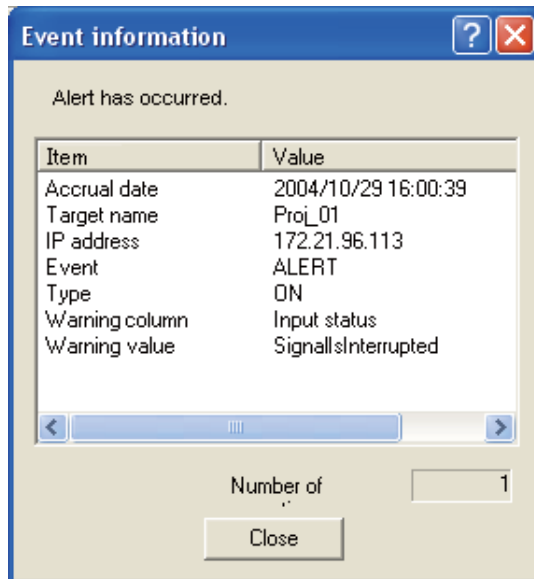 Event information
Alert has occurred.
Item Value
Accrual date 2004/10/29 16:00:39
Target name Proj_01
IP address 172.21.96.113
Event ALERT
Type ON
Warning column Input status
Warning value SignalIsInterrupted
Number of 1
Close